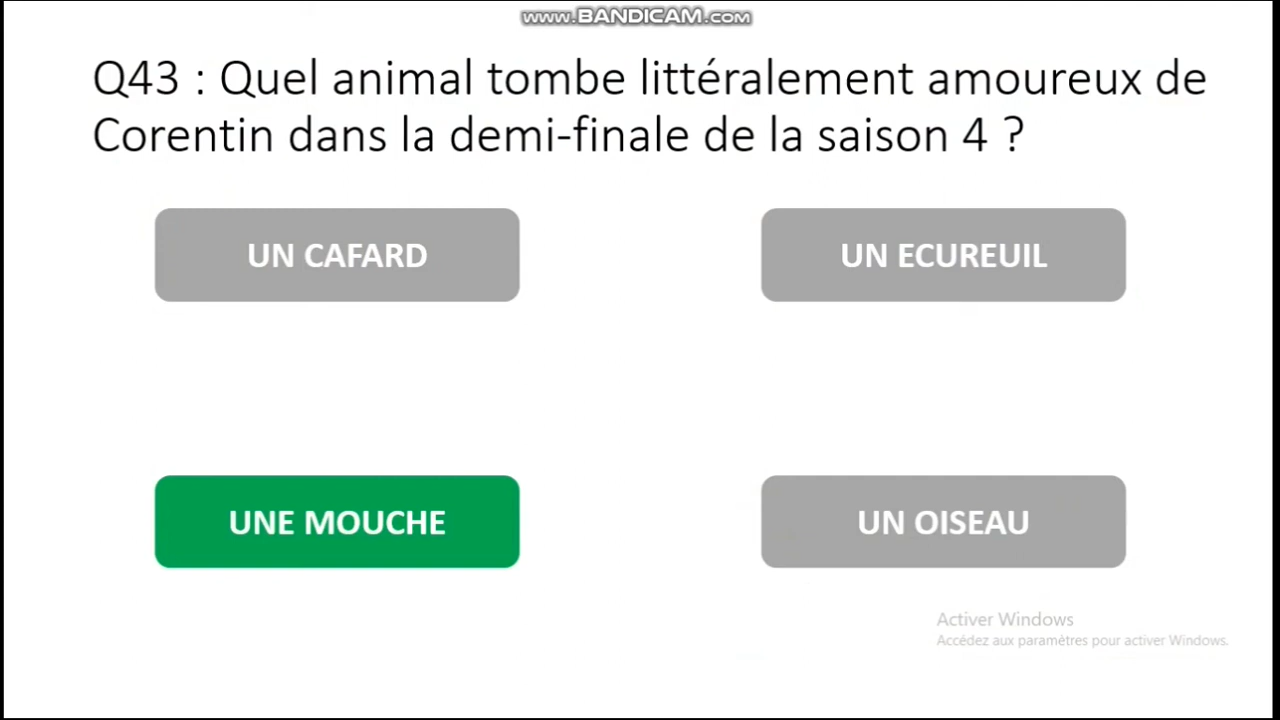 www.BANDICAM.com
Q43 : Quel animal tombe littéralement amoureux de
Corentin dans la demi-finale de la saison 4 ?
UN CAFARD
UN ECUREUIL
UNE MOUCHE
UN OISEAU
Activer Windows
Accédez aux paramètres pour activer Windows.